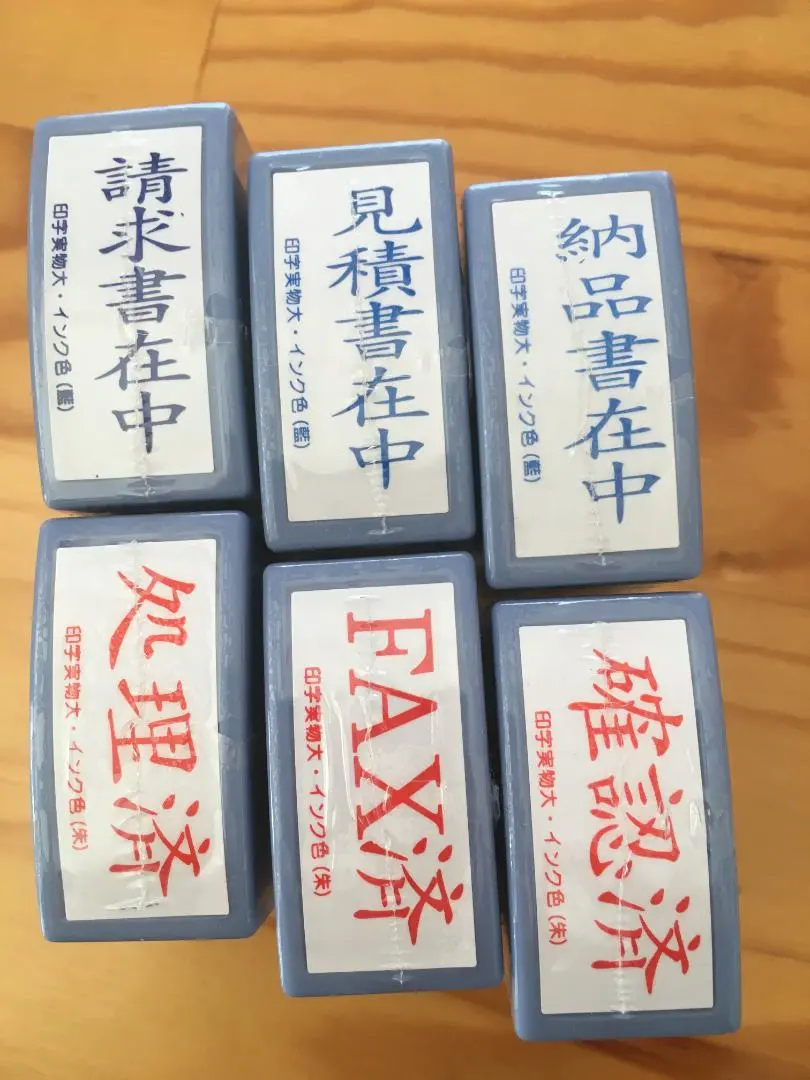 請求書在中
印字実物大・インク色(藍)
見積書在中
印字実物大・インク色(藍)
納品書在中
印字実物大・インク色(藍)
処理済
印字実物大・インク色(朱)
FAX済
印字実物大・インク色(朱)
確認済
印字実物大・インク色(朱)